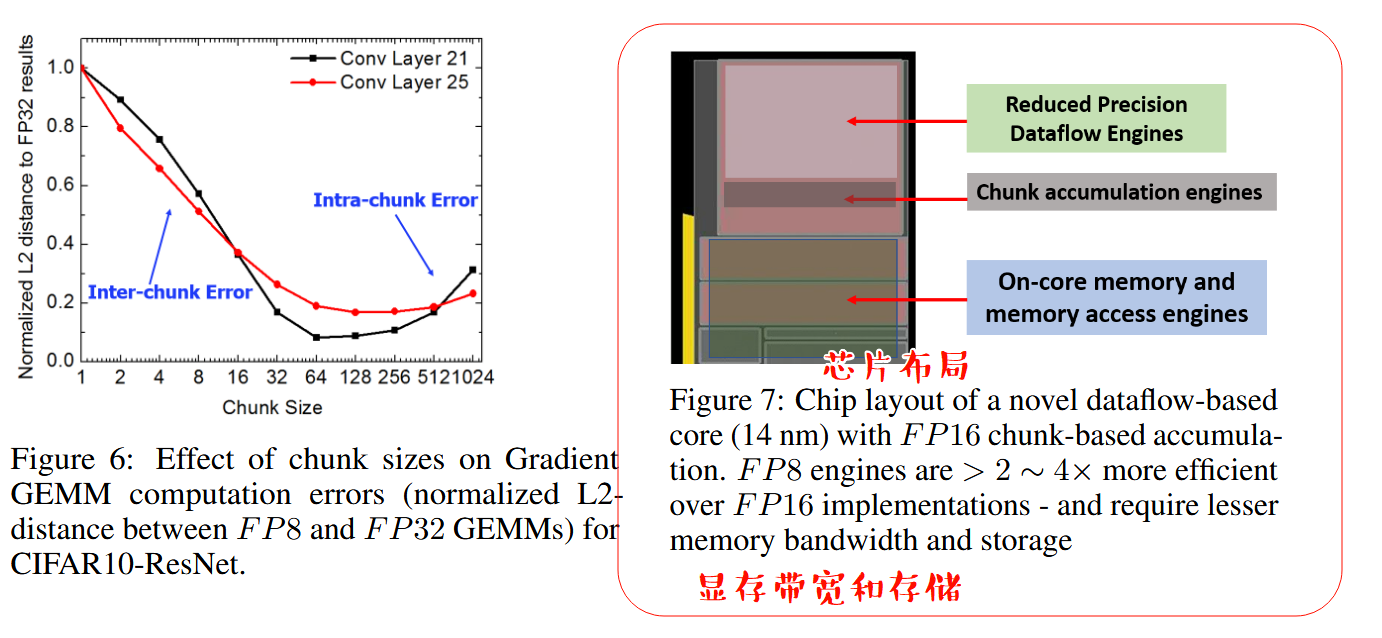 Normalized L2 distance to FP32 results
1.0
0.8
0.6
0.4
0.2
0.0
Conv Layer 21
Conv Layer 25
Intra-chunk Error
Inter-chunk Error
1 2 4 8 16 32 64 128 256 512 1024
Chunk Size
Figure 6: Effect of chunk sizes on Gradient
GEMM computation errors (normalized L2-
distance between FP8 and FP32 GEMMs) for
CIFAR10-ResNet.
Reduced Precision
Dataflow Engines
Chunk accumulation engines
On-core memory and
memory access engines
芯片布局
Figure 7: Chip layout of a novel dataflow-based
core (14 nm) with FP16 chunk-based accumula-
tion. FP8 engines are > 2 ∼ 4× more efficient
over FP16 implementations - and require lesser
memory bandwidth and storage
显存带宽和存储